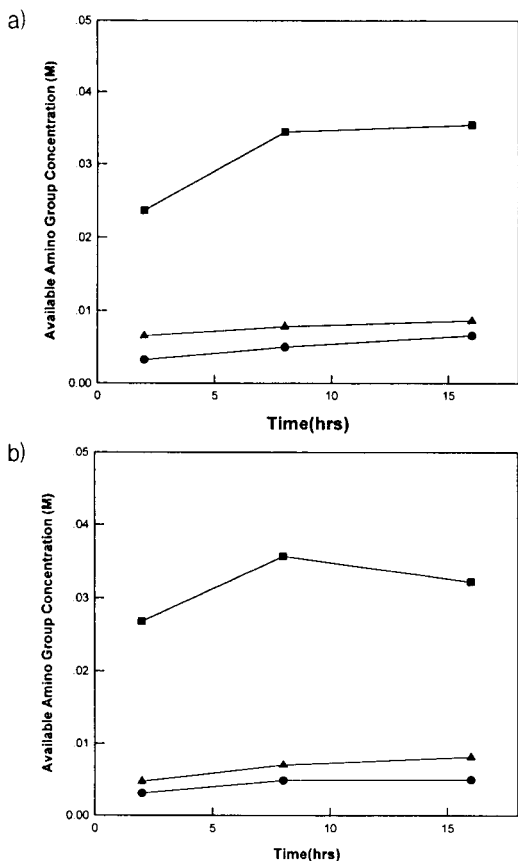 a)
Available Amino Group Concentration (M)
.05
.04
.03
.02
.01
0.00
0 5 10 15
Time(hrs)
b)
Available Amino Group Concentration (M)
.05
.04
.03
.02
.01
0.00
0 5 10 15
Time(hrs)